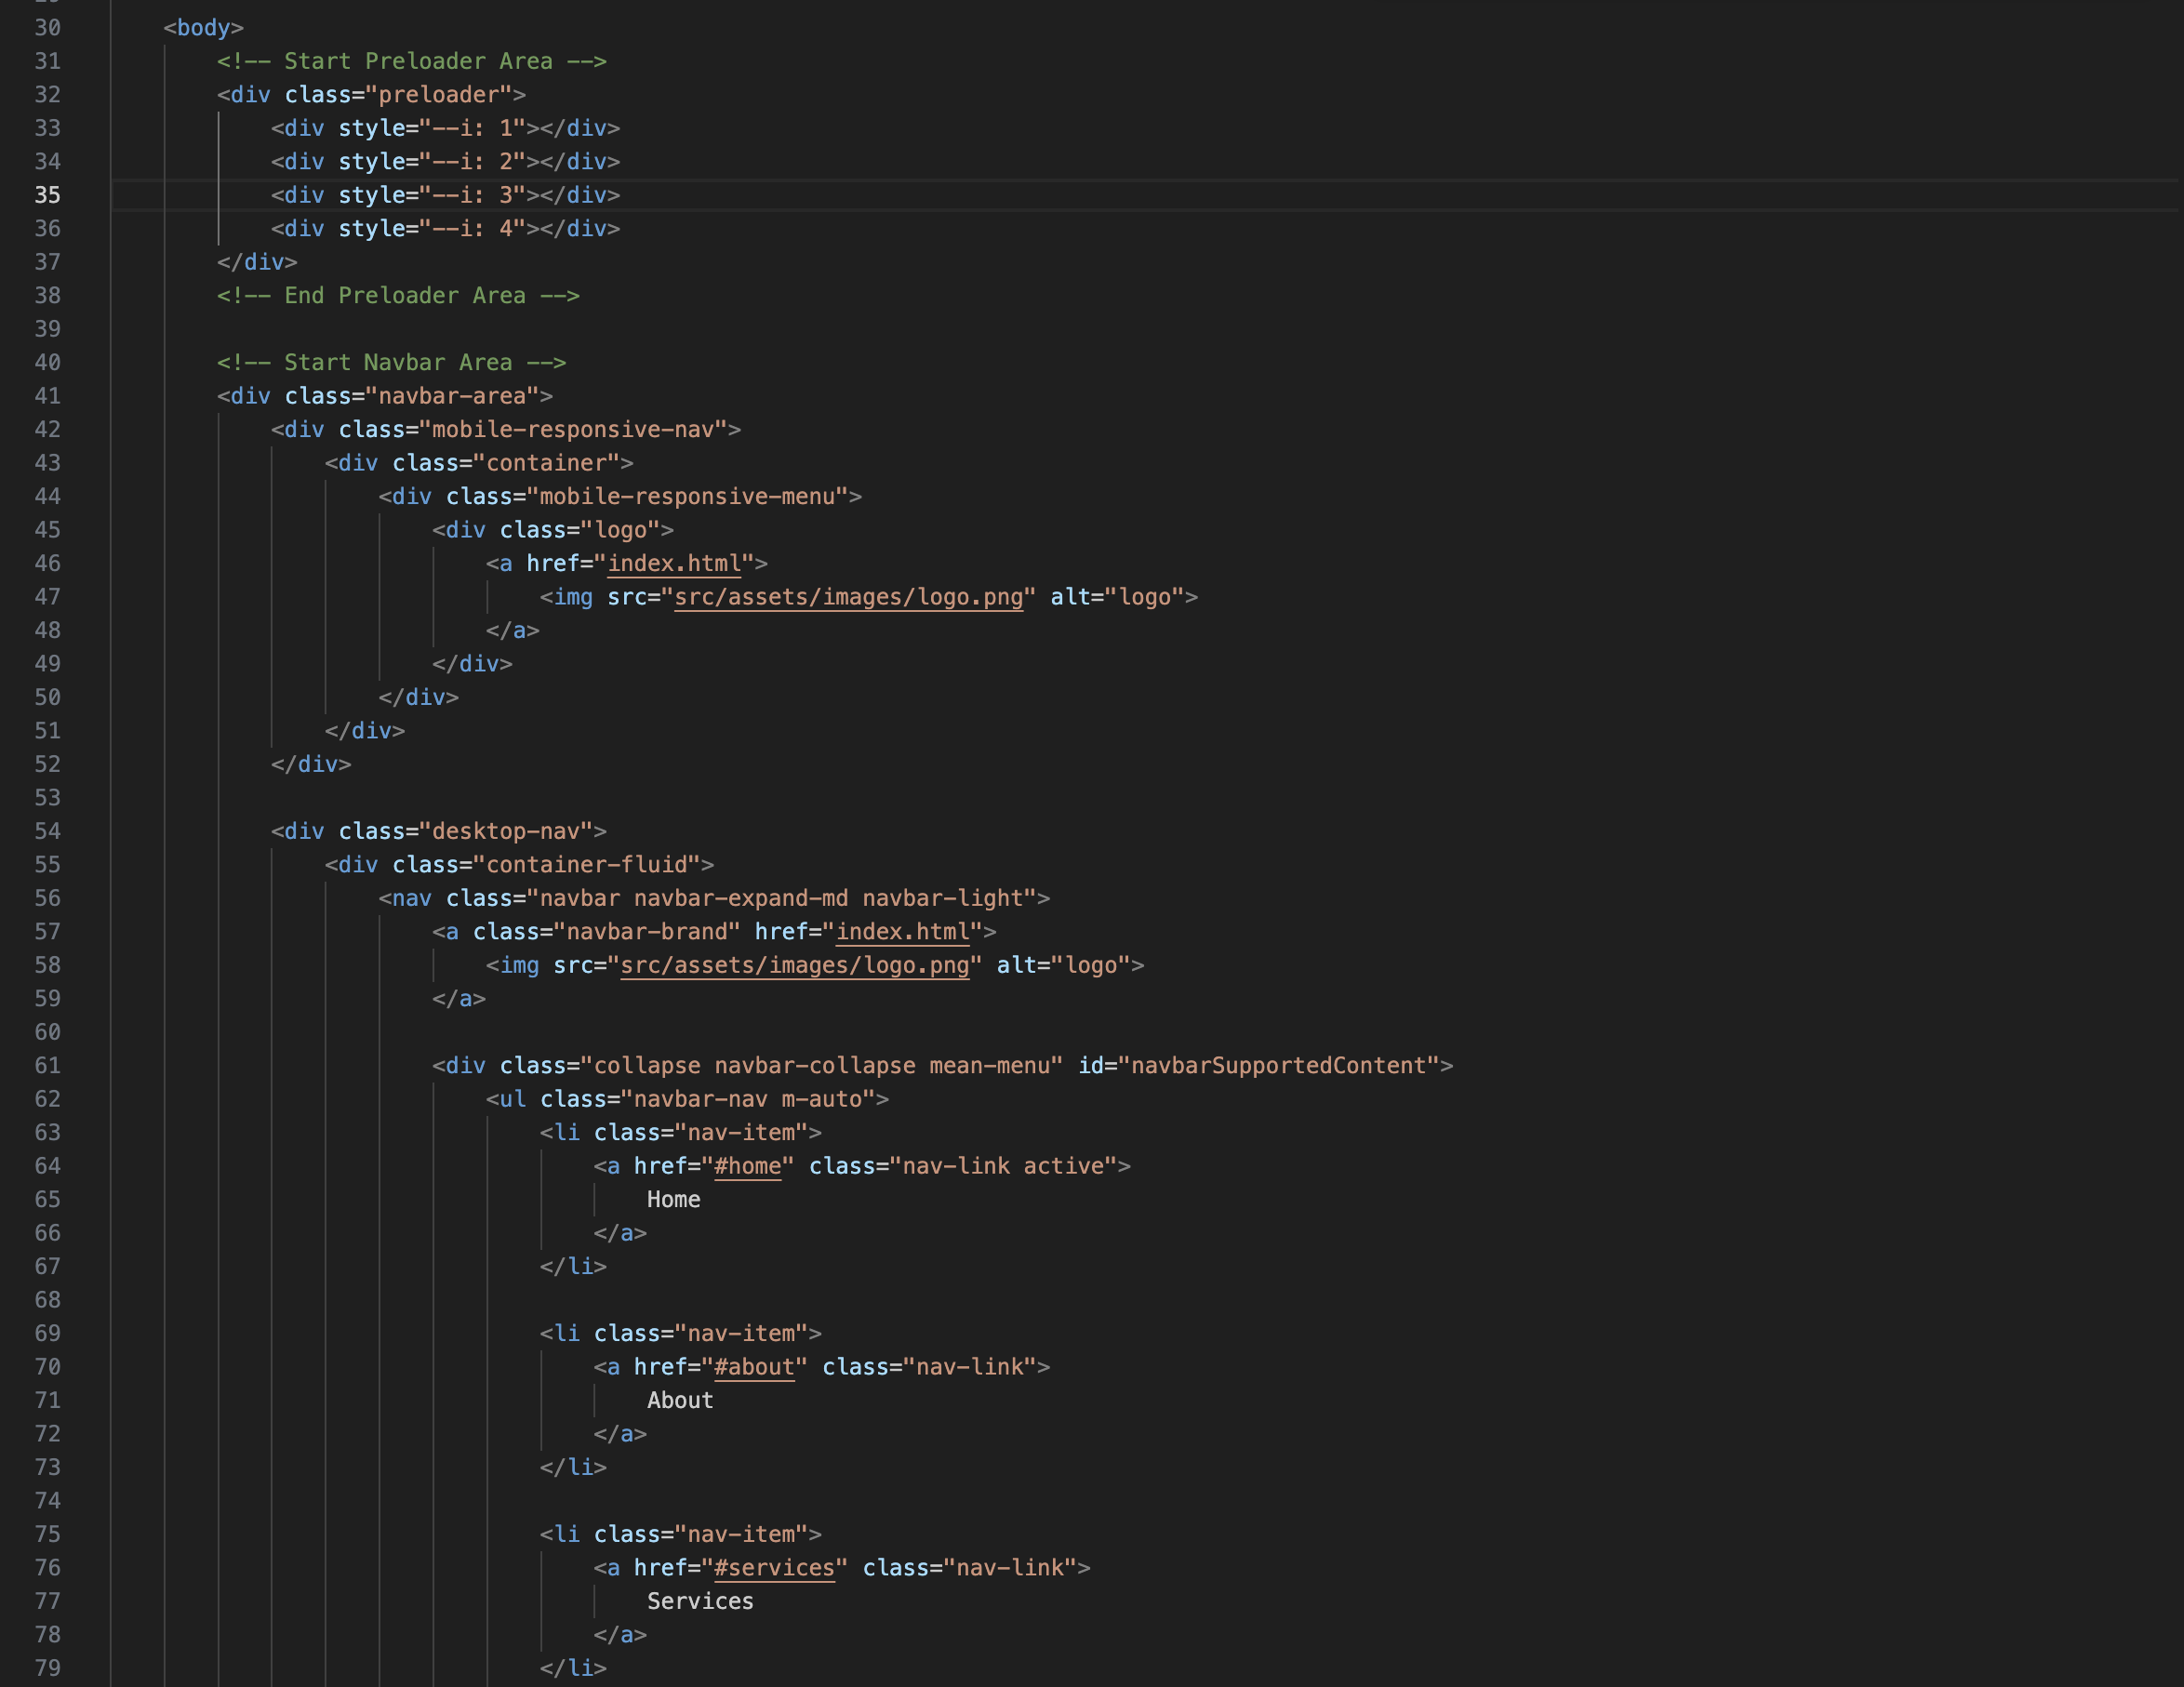 30 <body>
31 <!-- Start Preloader Area -->
32 <div class="preloader">
33 <div style="--i: 1"></div>
34 <div style="--i: 2"></div>
35 <div style="--i: 3"></div>
36 <div style="--i: 4"></div>
37 </div>
38 <!-- End Preloader Area -->
39
40 <!-- Start Navbar Area -->
41 <div class="navbar-area">
42 <div class="mobile-responsive-nav">
43 <div class="container">
44 <div class="mobile-responsive-menu">
45 <div class="logo">
46 <a href="index.html">
47 <img src="src/assets/images/logo.png" alt="logo">
48 </a>
49 </div>
50 </div>
51 </div>
52 </div>
53
54 <div class="desktop-nav">
55 <div class="container-fluid">
56 <nav class="navbar navbar-expand-md navbar-light">
57 <a class="navbar-brand" href="index.html">
58 <img src="src/assets/images/logo.png" alt="logo">
59 </a>
60
61 <div class="collapse navbar-collapse mean-menu" id="navbarSupportedContent">
62 <ul class="navbar-nav m-auto">
63 <li class="nav-item">
64 <a href="#home" class="nav-link active">
65 Home
66 </a>
67 </li>
68
69 <li class="nav-item">
70 <a href="#about" class="nav-link">
71 About
72 </a>
73 </li>
74
75 <li class="nav-item">
76 <a href="#services" class="nav-link">
77 Services
78 </a>
79 </li>